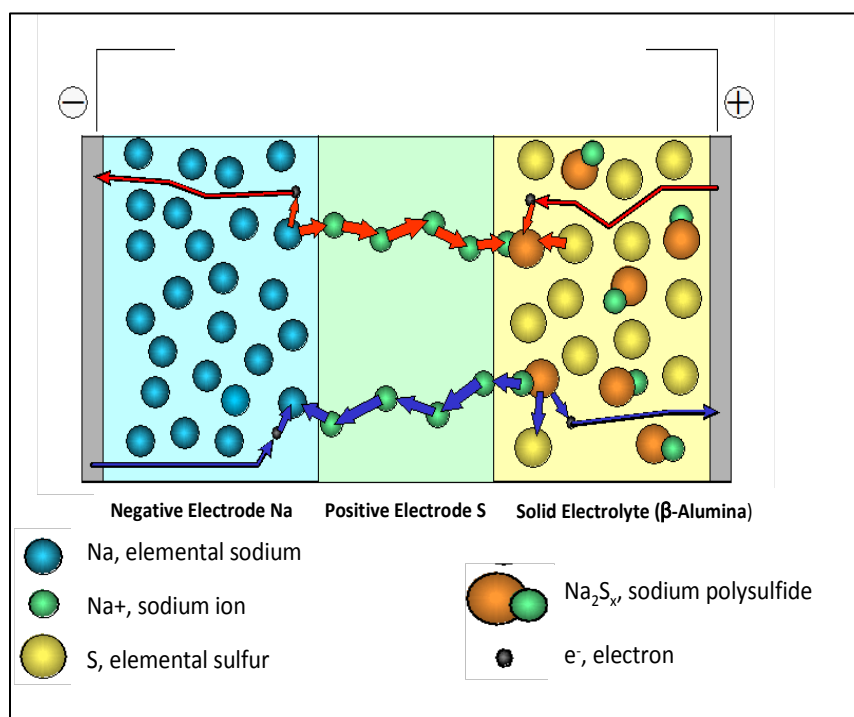 − +
Negative Electrode Na Positive Electrode S Solid Electrolyte (β-Alumina)
Na, elemental sodium
Na+, sodium ion
S, elemental sulfur
Na₂Sₓ, sodium polysulfide
e⁻, electron